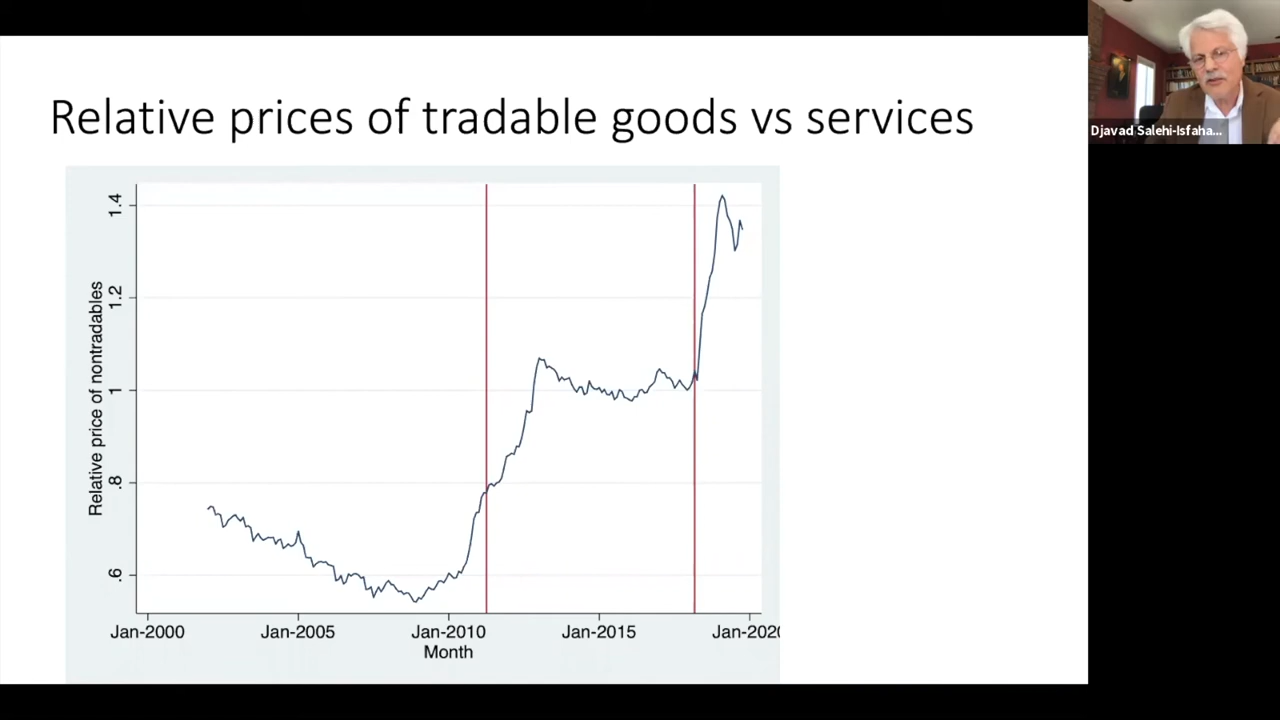 Relative prices of tradable goods vs services
Djavad Salehi-Isfaha...
Relative price of nontradables
1.4
1.2
1
.8
.6
Jan-2000 Jan-2005 Jan-2010 Jan-2015 Jan-2020
Month